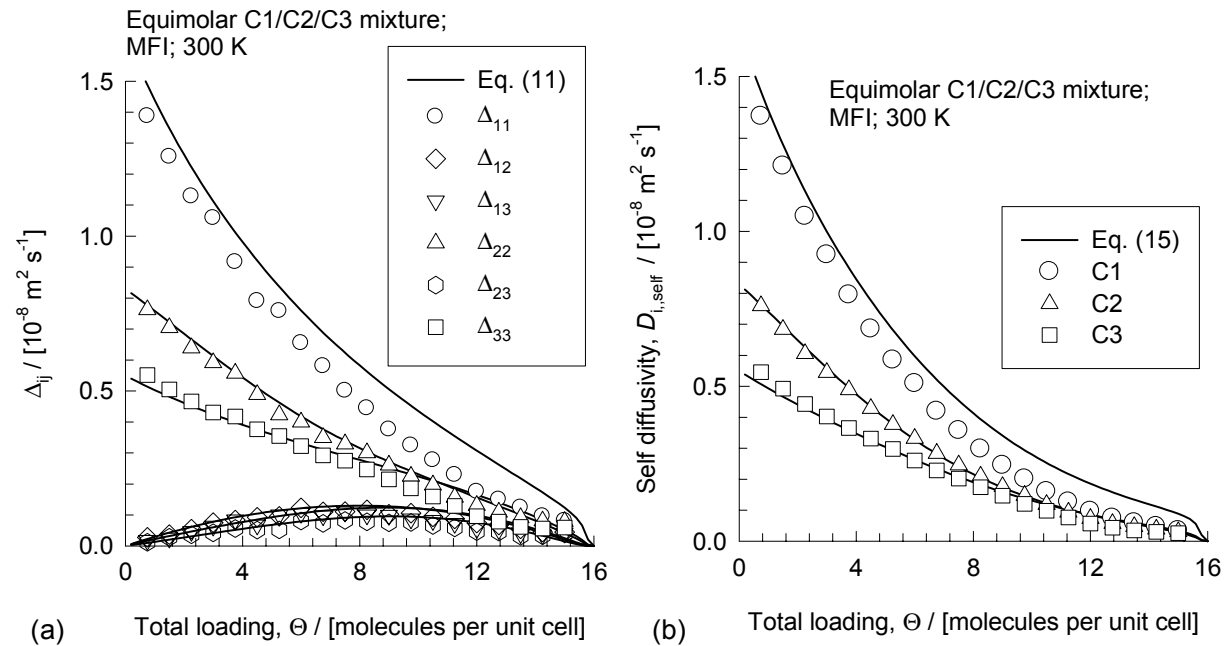 Equimolar C1/C2/C3 mixture;
MFI; 300 K
Eq. (11)
Δ11
Δ12
Δ13
Δ22
Δ23
Δ33
1.5
1.0
0.5
0.0
Δij / [10-8 m2 s-1]
0
4
8
12
16
(a)
Total loading, Θ / [molecules per unit cell]
Equimolar C1/C2/C3 mixture;
MFI; 300 K
Eq. (15)
C1
C2
C3
1.5
1.0
0.5
0.0
Self diffusivity, Di,,self / [10-8 m2 s-1]
0
4
8
12
16
(b)
Total loading, Θ / [molecules per unit cell]